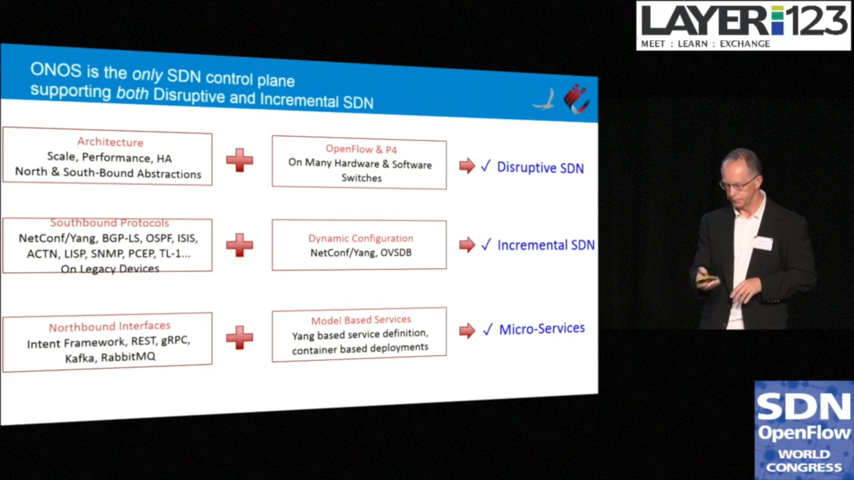 LAYER123
MEET : LEARN : EXCHANGE
ONOS is the only SDN control plane
supporting both Disruptive and Incremental SDN
Architecture
Scale, Performance, HA
North & South-Bound Abstractions
OpenFlow & P4
On Many Hardware & Software
Switches
✓ Disruptive SDN
Southbound Protocols
NetConf/Yang, BGP-LS, OSPF, ISIS,
ACTN, LISP, SNMP, PCEP, TL-1...
On Legacy Devices
Dynamic Configuration
NetConf/Yang, OVSDB
✓ Incremental SDN
Northbound Interfaces
Intent Framework, REST, gRPC,
Kafka, RabbitMQ
Model Based Services
Yang based service definition,
container based deployments
✓ Micro-Services
SDN
OpenFlow
WORLD
CONGRESS